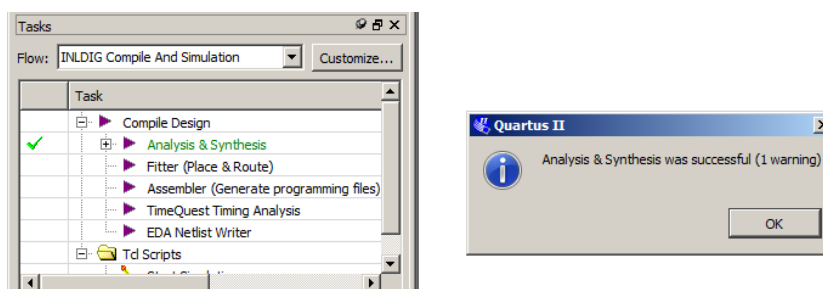 Tasks
Flow: INLDIG Compile And Simulation Customize...
Task
Compile Design
Analysis & Synthesis
Fitter (Place & Route)
Assembler (Generate programming files)
TimeQuest Timing Analysis
EDA Netlist Writer
Tcl Scripts
Quartus II
Analysis & Synthesis was successful (1 warning)
OK